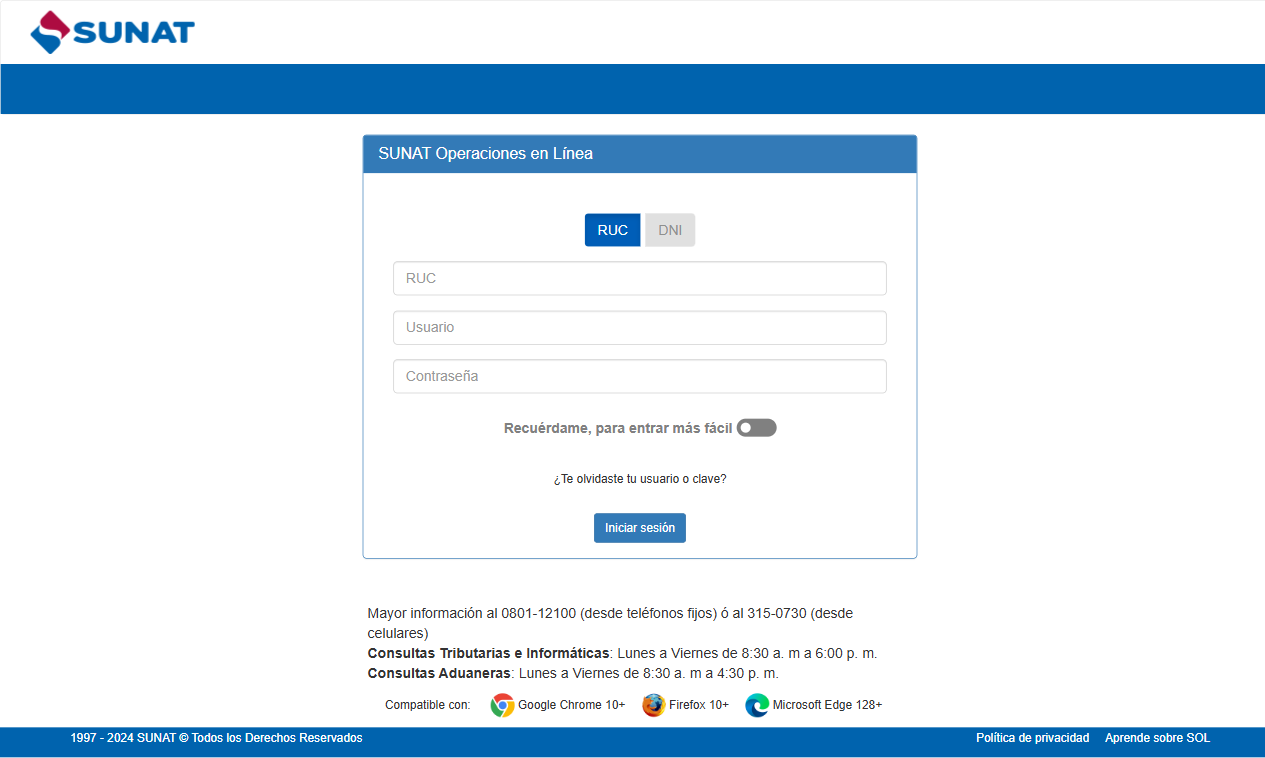 SUNAT
SUNAT Operaciones en Línea
RUC DNI
RUC
Usuario
Contraseña
Recuérdame, para entrar más fácil
¿Te olvidaste tu usuario o clave?
Iniciar sesión
Mayor información al 0801-12100 (desde teléfonos fijos) ó al 315-0730 (desde
celulares)
Consultas Tributarias e Informáticas: Lunes a Viernes de 8:30 a. m a 6:00 p. m.
Consultas Aduaneras: Lunes a Viernes de 8:30 a. m a 4:30 p. m.
Compatible con: Google Chrome 10+ Firefox 10+ Microsoft Edge 128+
1997 - 2024 SUNAT © Todos los Derechos Reservados Política de privacidad Aprende sobre SOL